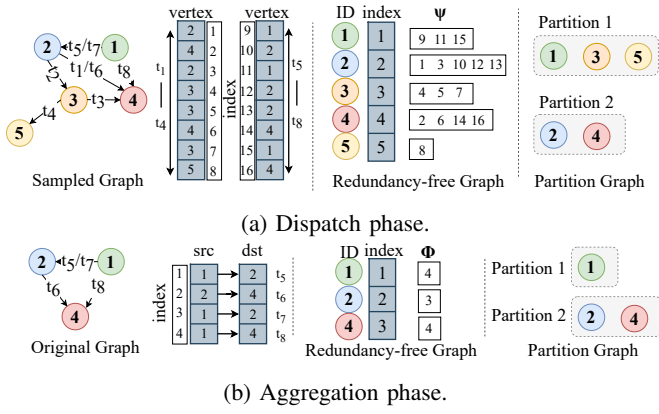 vertex vertex ID index Ψ
2 t5/t7 1
t1/t6
t2 t8
3 t3 4
t4
5
Sampled Graph
t1
t4
2 1
4 2
2 3
3 4
3 5
4 6
3 7
5 8
index
9 1
10 2
11 1
12 2
13 2
14 4
15 1
16 4
t5
t8
1 1 9 11 15
2 2 1 3 10 12 13
3 3 4 5 7
4 4 2 6 14 16
5 5 8
Redundancy-free Graph
Partition 1
1 3 5
Partition 2
2 4
Partition Graph
(a) Dispatch phase.
2 t5/t7 1
t6 t8
4
Original Graph
src dst
index
1 1 2 t5
2 2 4 t6
3 1 2 t7
4 1 4 t8
ID index Φ
1 1 4
2 2 3
4 3 4
Redundancy-free Graph
Partition 1 1
Partition 2 2 4
Partition Graph
(b) Aggregation phase.